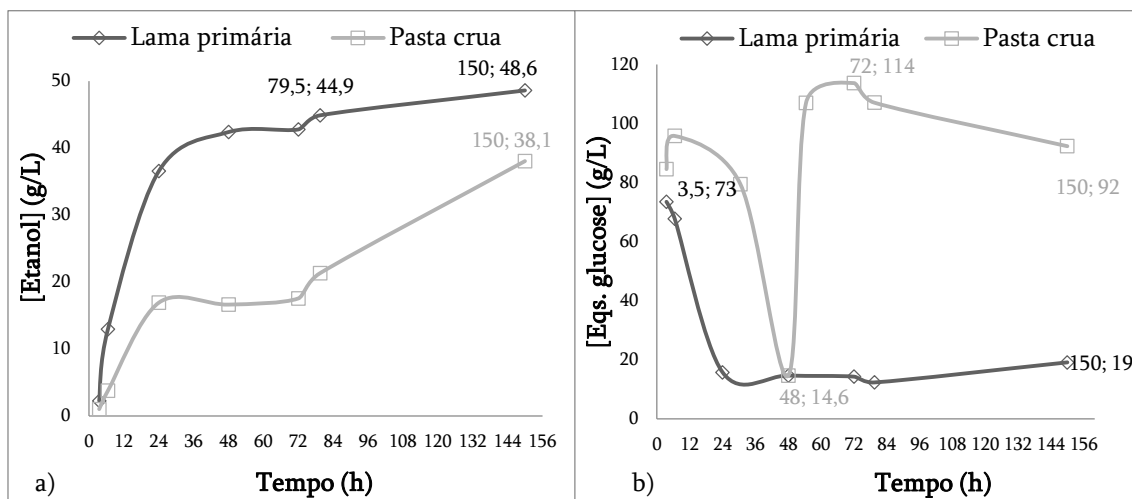 Lama primária Pasta crua
[Etanol] (g/L)
50
40
30
20
10
0
79,5; 44,9
150; 48,6
150; 38,1
0 12 24 36 48 60 72 84 96 108 120 132 144 156
Tempo (h)
a)
Lama primária Pasta crua
[Eqs. glucose] (g/L)
120
100
80
60
40
20
0
72; 114
3,5; 73
150; 92
150; 19
48; 14,6
0 12 24 36 48 60 72 84 96 108 120 132 144 156
Tempo (h)
b)